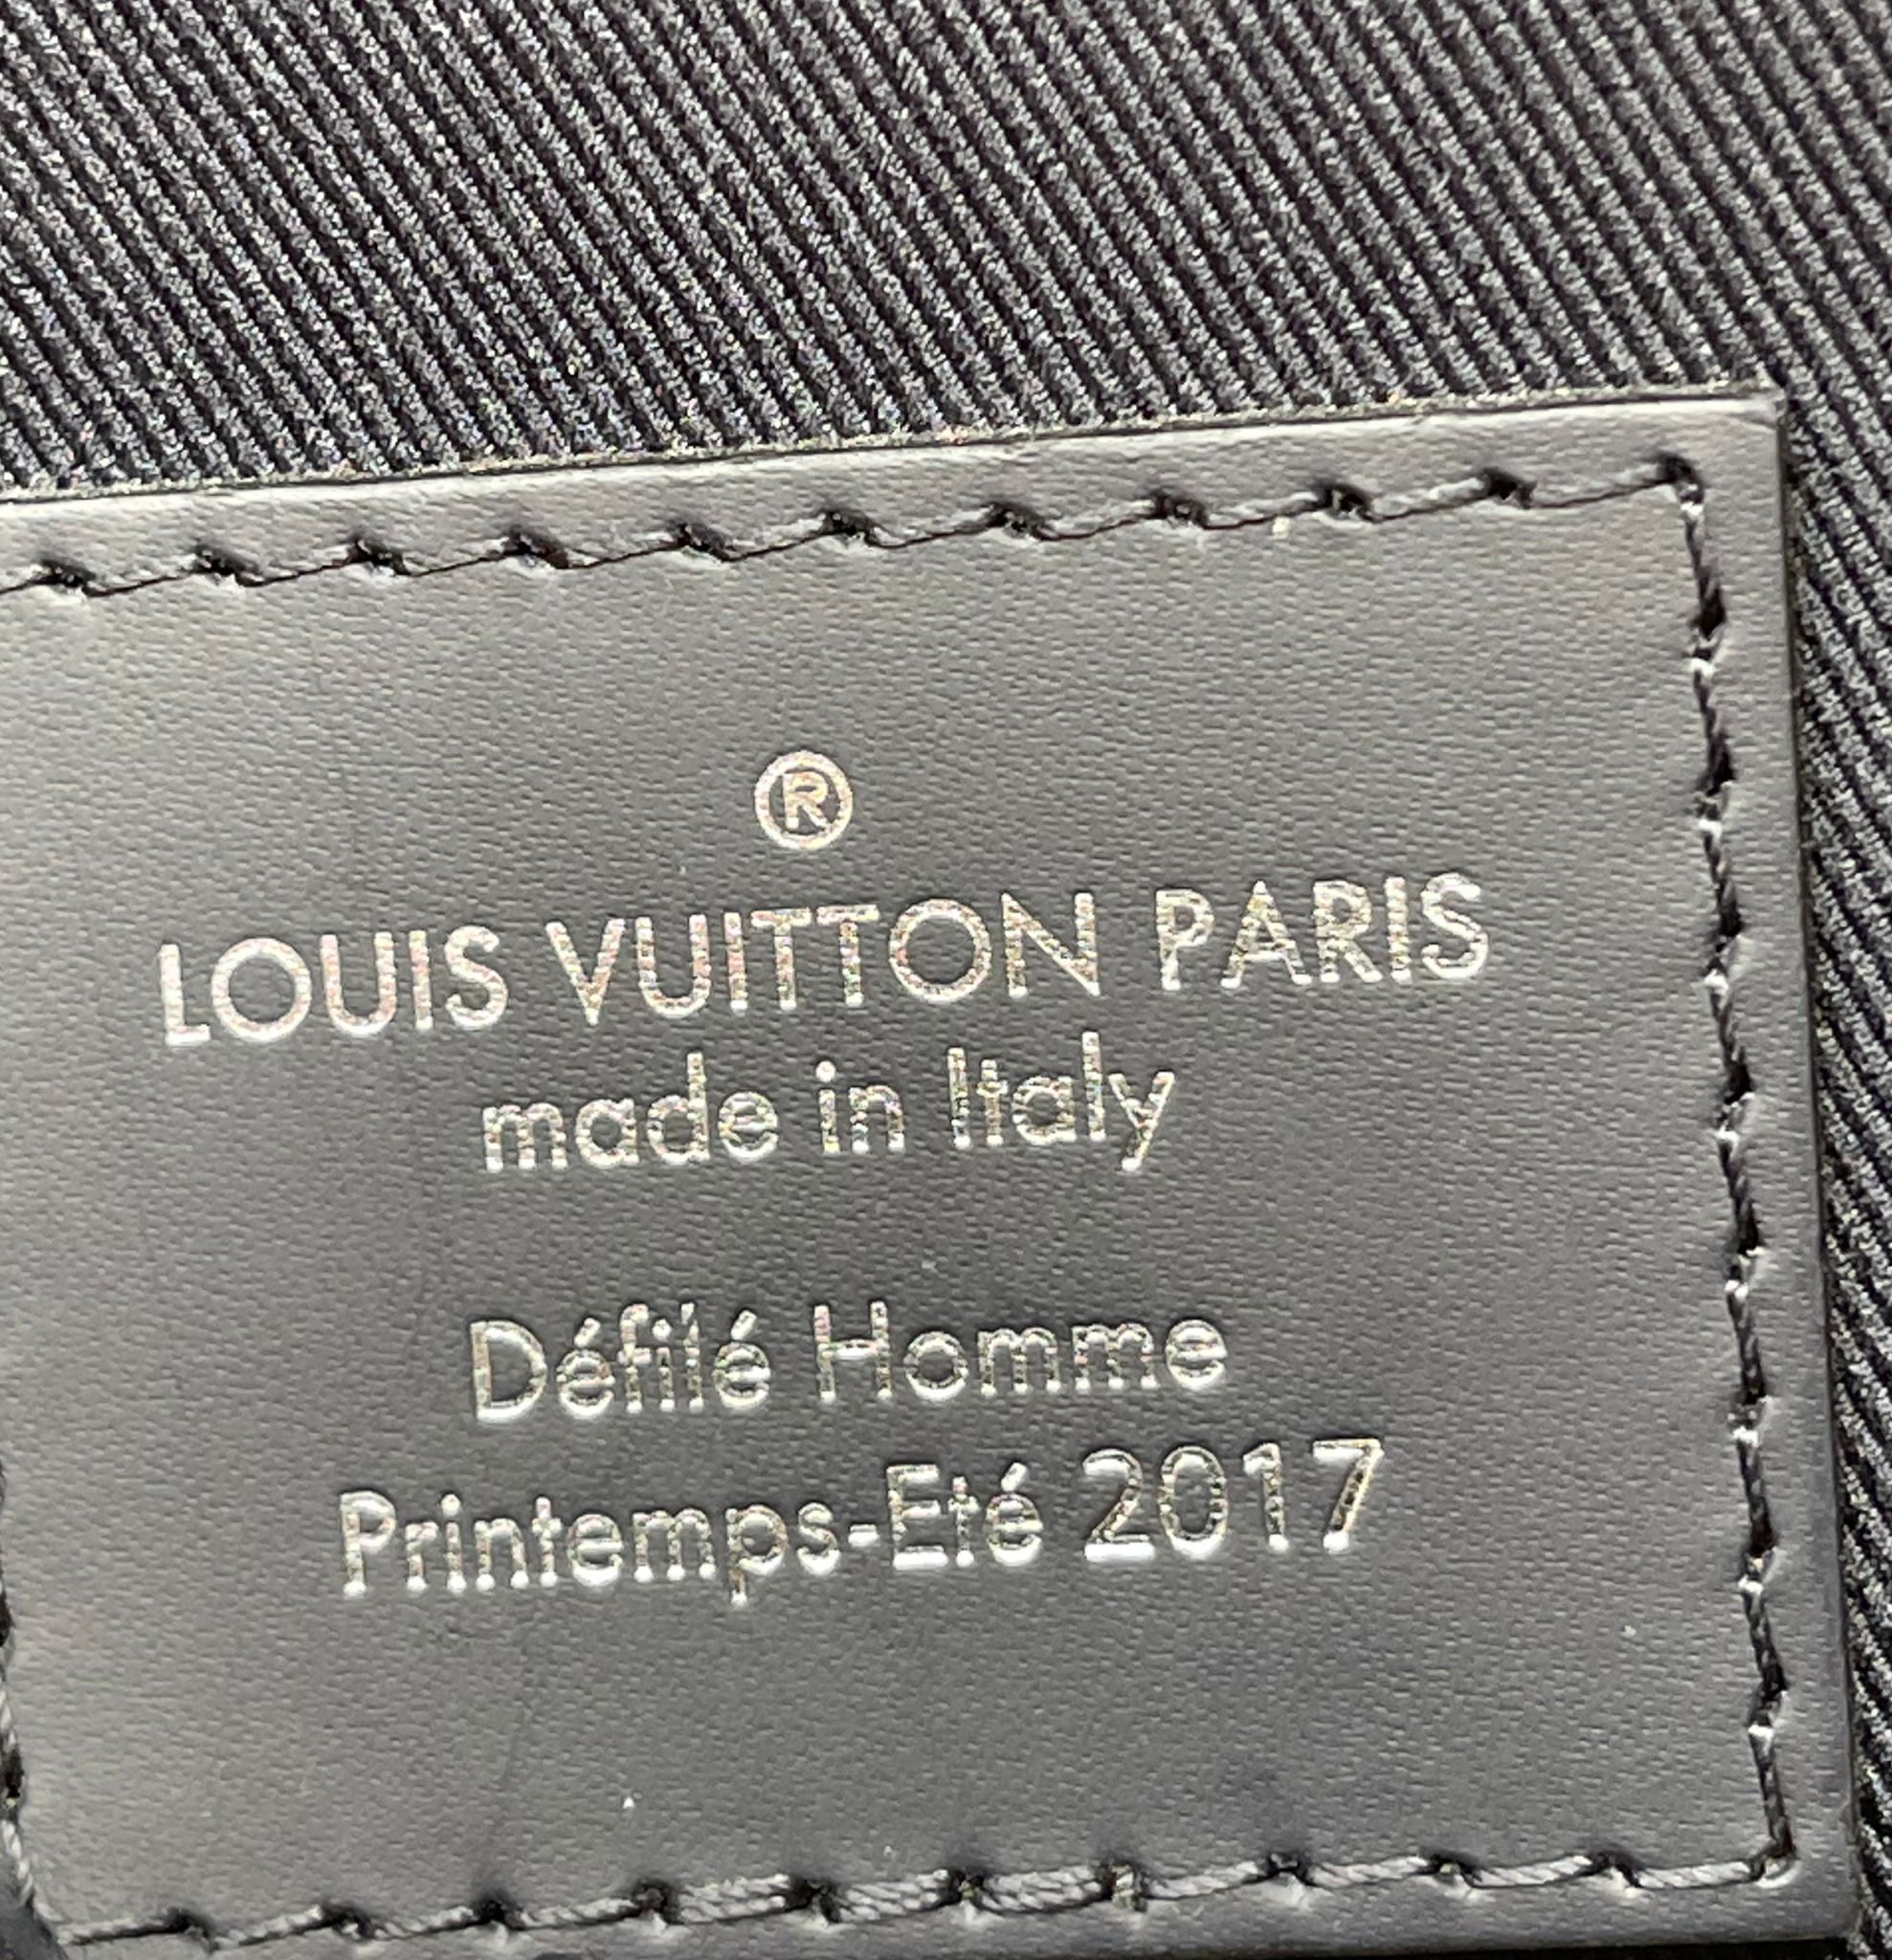 ®
LOUIS VUITTON PARIS
made in Italy
Défilé Homme
Printemps-Eté 2017